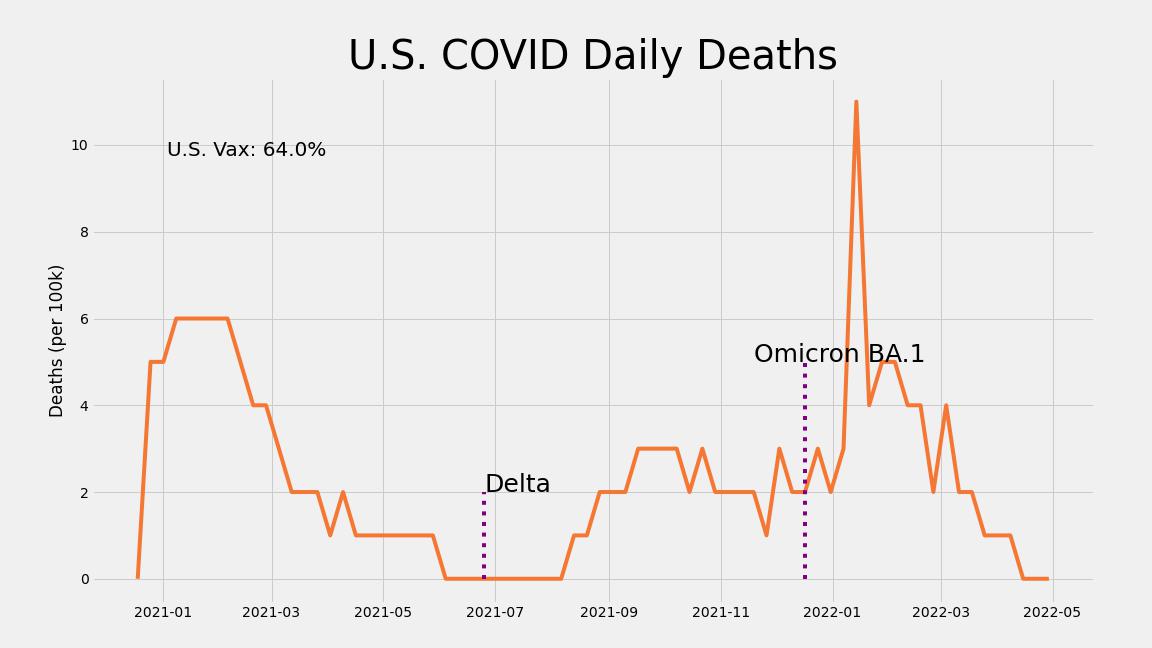 U.S. COVID Daily Deaths
10
U.S. Vax: 64.0%
8
Deaths (per 100k)
6
Omicron BA.1
4
Delta
2
0
2021-01 2021-03 2021-05 2021-07 2021-09 2021-11 2022-01 2022-03 2022-05